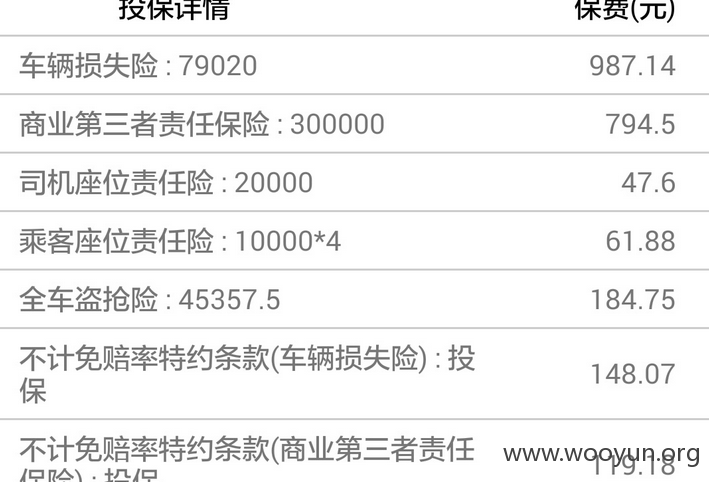 投保详情 保费(元)
车辆损失险 : 79020 987.14
商业第三者责任保险 : 300000 794.5
司机座位责任险 : 20000 47.6
乘客座位责任险 : 10000*4 61.88
全车盗抢险 : 45357.5 184.75
不计免赔率特约条款(车辆损失险) : 投
保 148.07
不计免赔率特约条款(商业第三者责任
www.wooyun.org
保险) : 投保 119.18